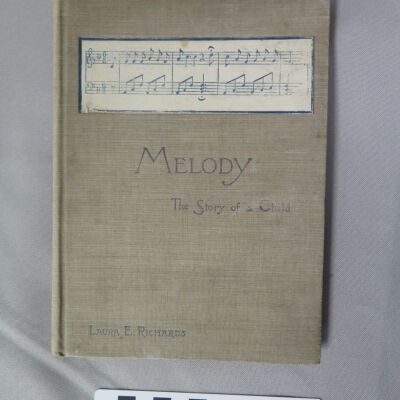 MELODY
The Story of a Child
LAURA E. RICHARDS